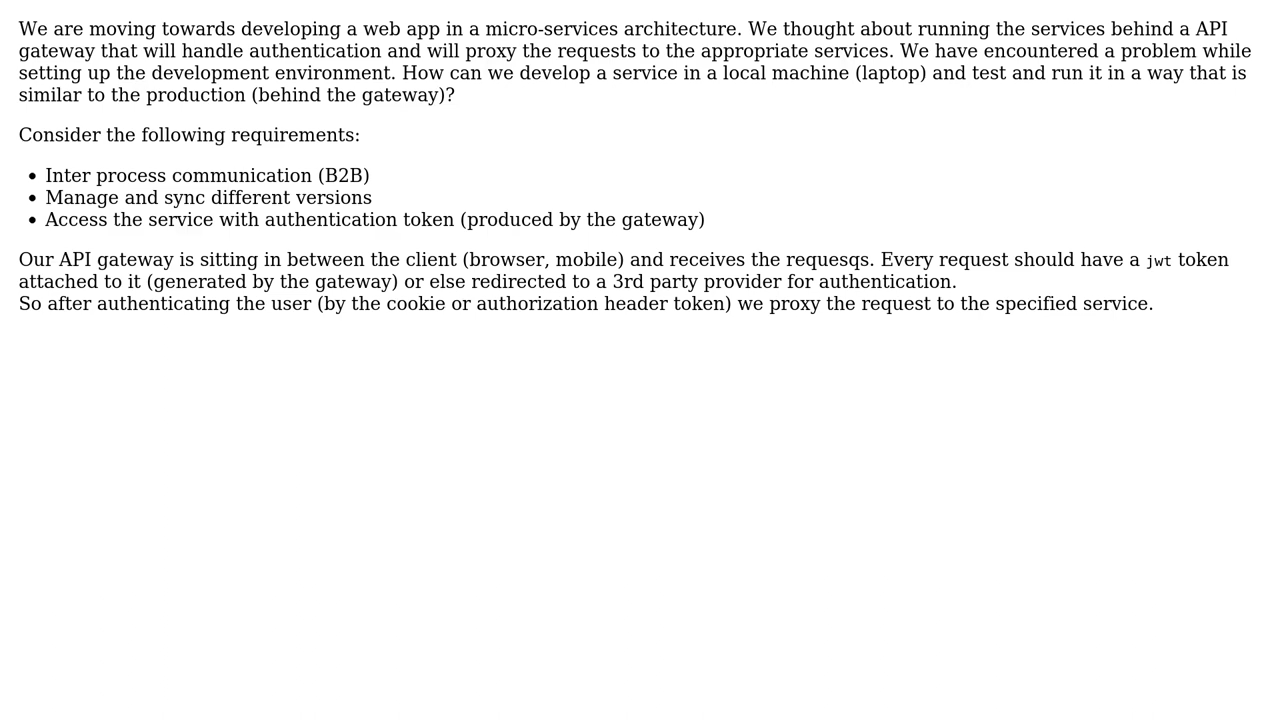 We are moving towards developing a web app in a micro-services architecture. We thought about running the services behind a API
gateway that will handle authentication and will proxy the requests to the appropriate services. We have encountered a problem while
setting up the development environment. How can we develop a service in a local machine (laptop) and test and run it in a way that is
similar to the production (behind the gateway)?
Consider the following requirements:
• Inter process communication (B2B)
• Manage and sync different versions
• Access the service with authentication token (produced by the gateway)
Our API gateway is sitting in between the client (browser, mobile) and receives the requesqs. Every request should have a jwt token
attached to it (generated by the gateway) or else redirected to a 3rd party provider for authentication.
So after authenticating the user (by the cookie or authorization header token) we proxy the request to the specified service.